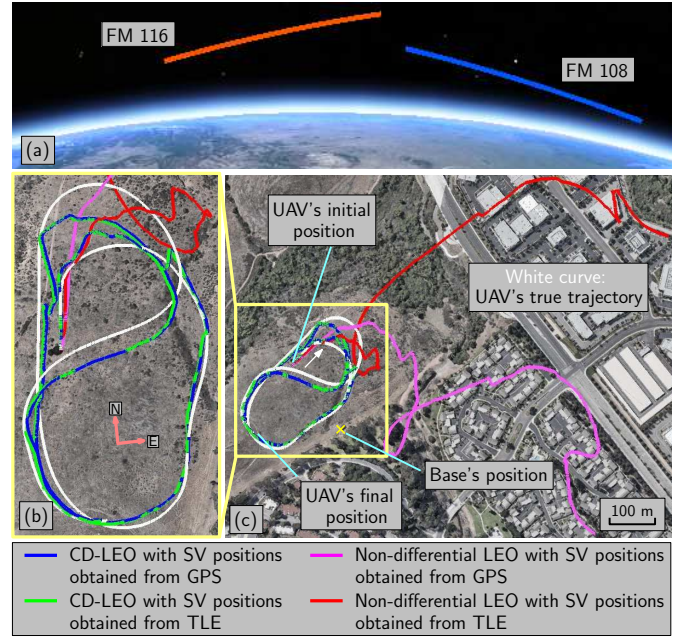 FM 116
FM 108
(a)
UAV's initial
position
White curve:
UAV's true trajectory
N
E
Base's position
UAV's final
position
(b)
(c)
100 m
CD-LEO with SV positions
obtained from GPS
Non-differential LEO with SV positions
obtained from GPS
CD-LEO with SV positions
obtained from TLE
Non-differential LEO with SV positions
obtained from TLE